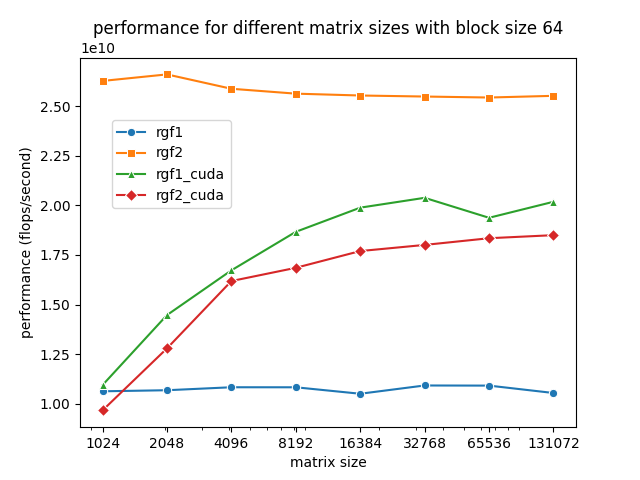 performance for different matrix sizes with block size 64
1e10
performance (flops/second)
2.50
2.25
2.00
1.75
1.50
1.25
1.00
rgf1
rgf2
rgf1_cuda
rgf2_cuda
1024 2048 4096 8192 16384 32768 65536 131072
matrix size